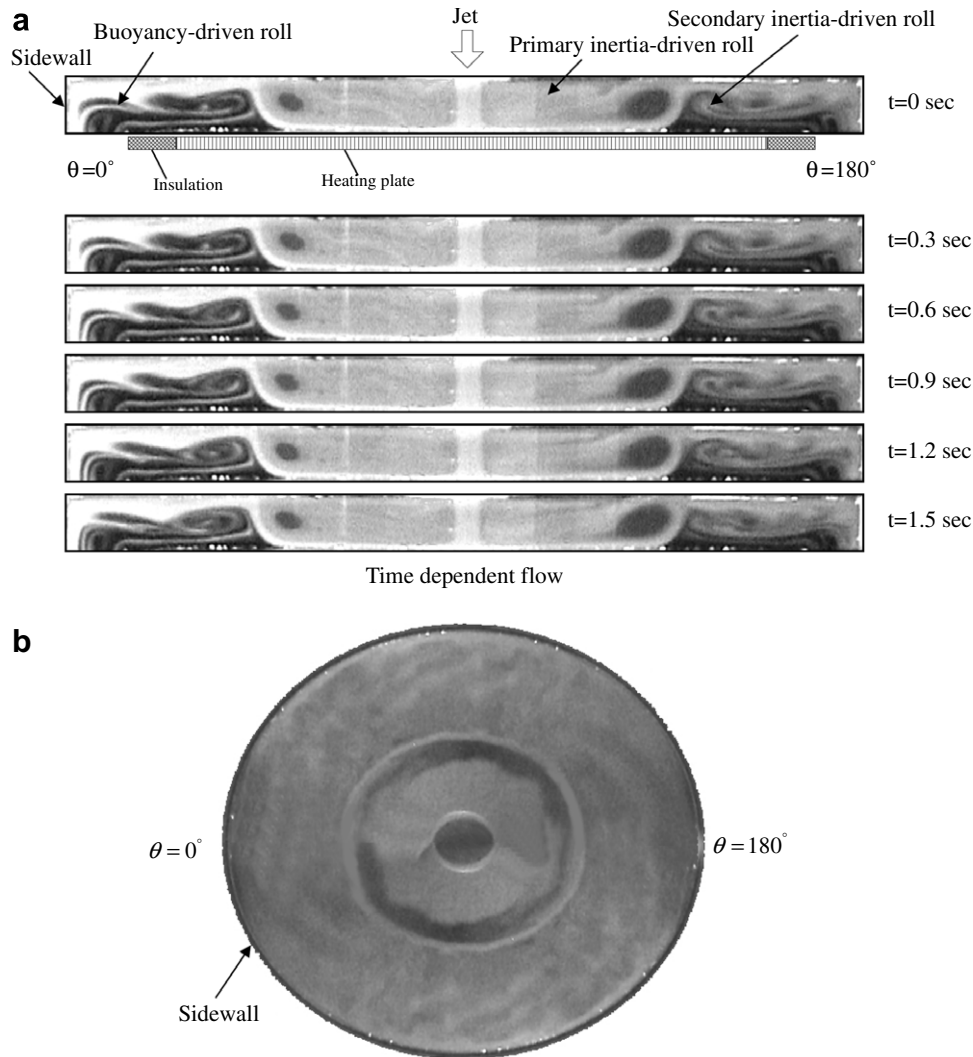 a
Jet
Secondary inertia-driven roll
Buoyancy-driven roll
Primary inertia-driven roll
Sidewall
t=0 sec
θ=0°
Insulation
Heating plate
θ=180°
t=0.3 sec
t=0.6 sec
t=0.9 sec
t=1.2 sec
t=1.5 sec
Time dependent flow
b
θ = 0°
θ = 180°
Sidewall